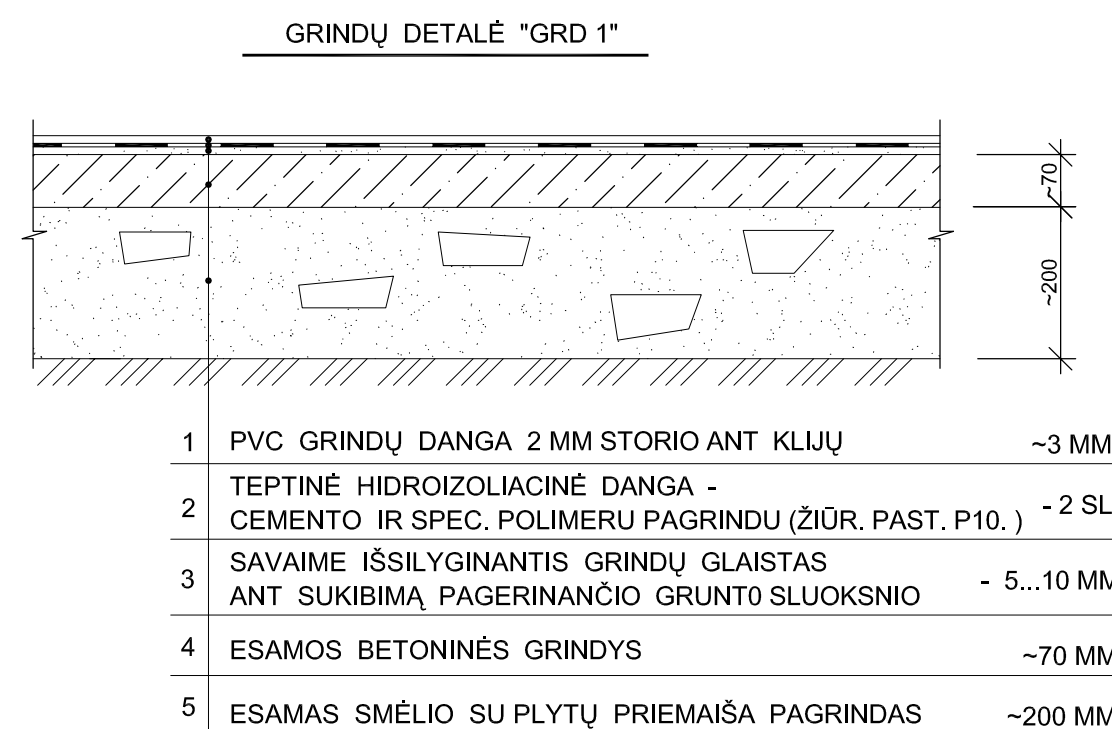 GRINDŲ DETALĖ "GRD 1"
~70
~200
1 PVC GRINDŲ DANGA 2 MM STORIO ANT KLIJŲ ~3 MM
2 TEPTINĖ HIDROIZOLIACINĖ DANGA -
CEMENTO IR SPEC. POLIMERU PAGRINDU (ŽIŪR. PAST. P10. ) - 2 SL
3 SAVAIME IŠSILYGINANTIS GRINDŲ GLAISTAS
ANT SUKIBIMĄ PAGERINANČIO GRUNT0 SLUOKSNIO - 5...10 MM
4 ESAMOS BETONINĖS GRINDYS ~70 MM
5 ESAMAS SMĖLIO SU PLYTŲ PRIEMAIŠA PAGRINDAS ~200 MM